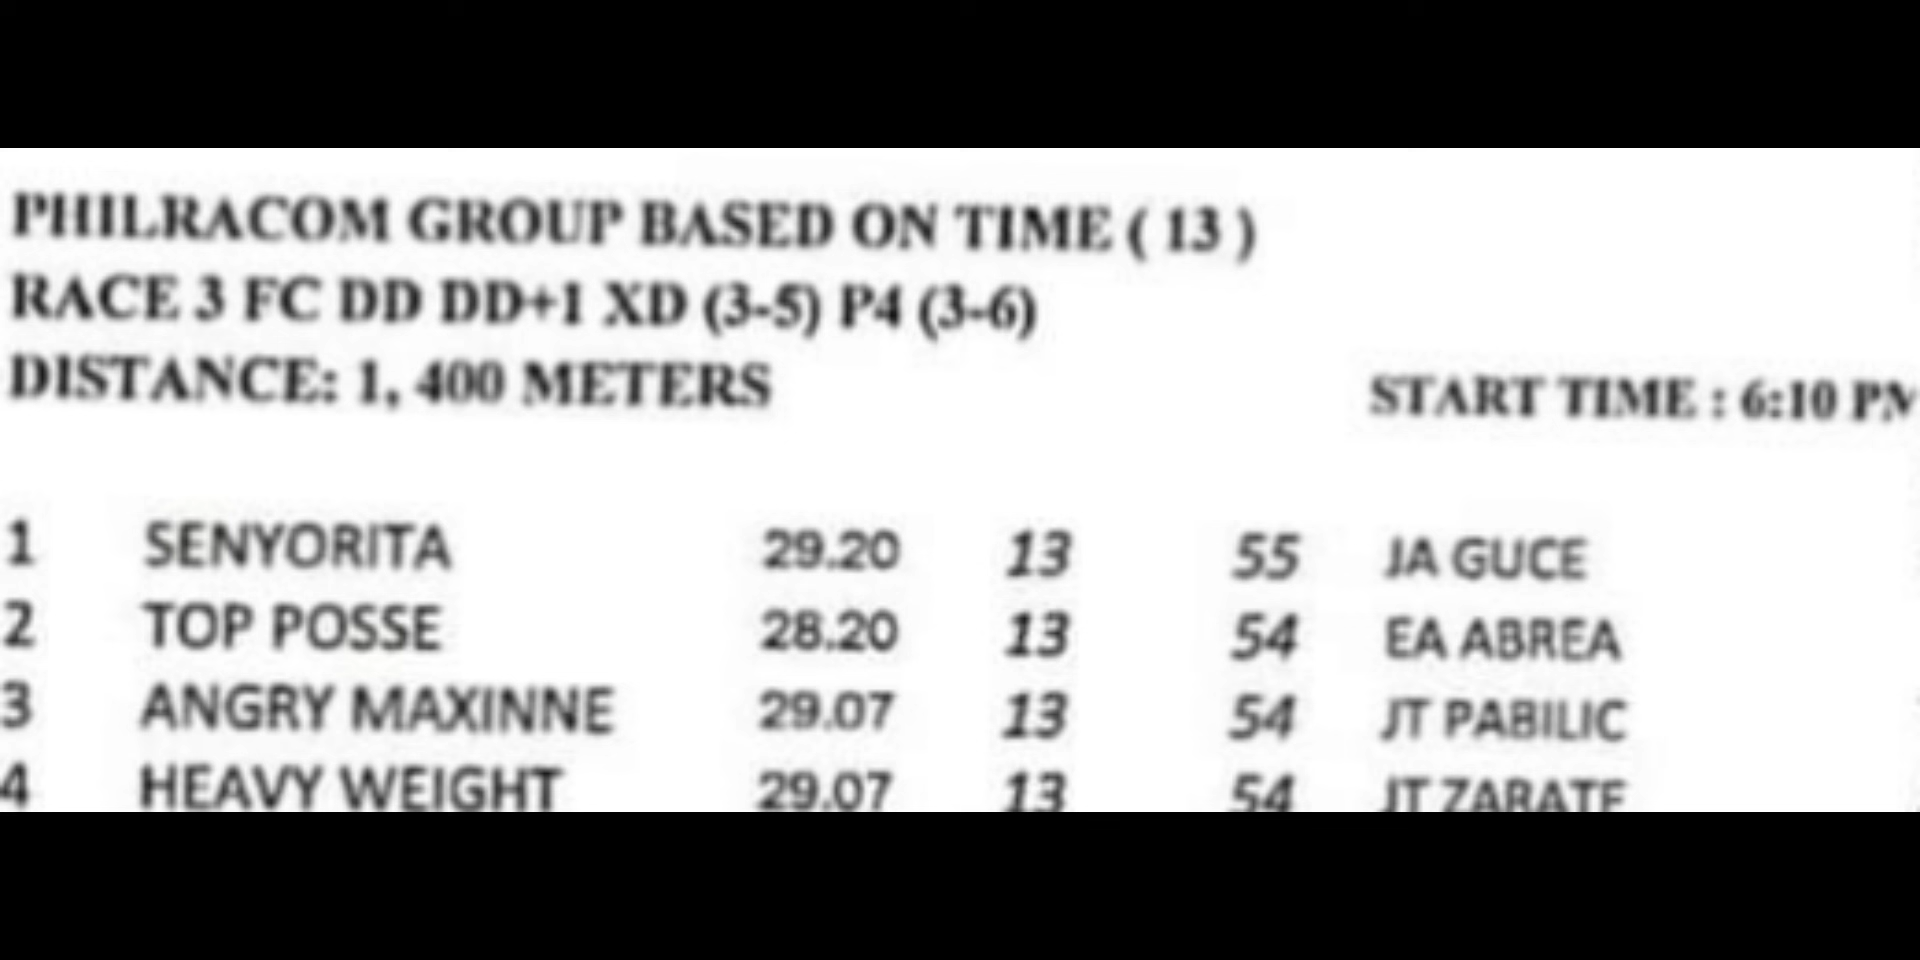 PHILRACOM GROUP BASED ON TIME ( 13 )
RACE 3 FC DD DD+1 XD (3-5) P4 (3-6)
DISTANCE: 1, 400 METERS START TIME : 6:10 PM
1 SENYORITA 29.20 13 55 JA GUCE
2 TOP POSSE 28.20 13 54 EA ABREA
3 ANGRY MAXINNE 29.07 13 54 JT PABILIC
4 HEAVY WEIGHT 29.07 13 54 JT ZARATE